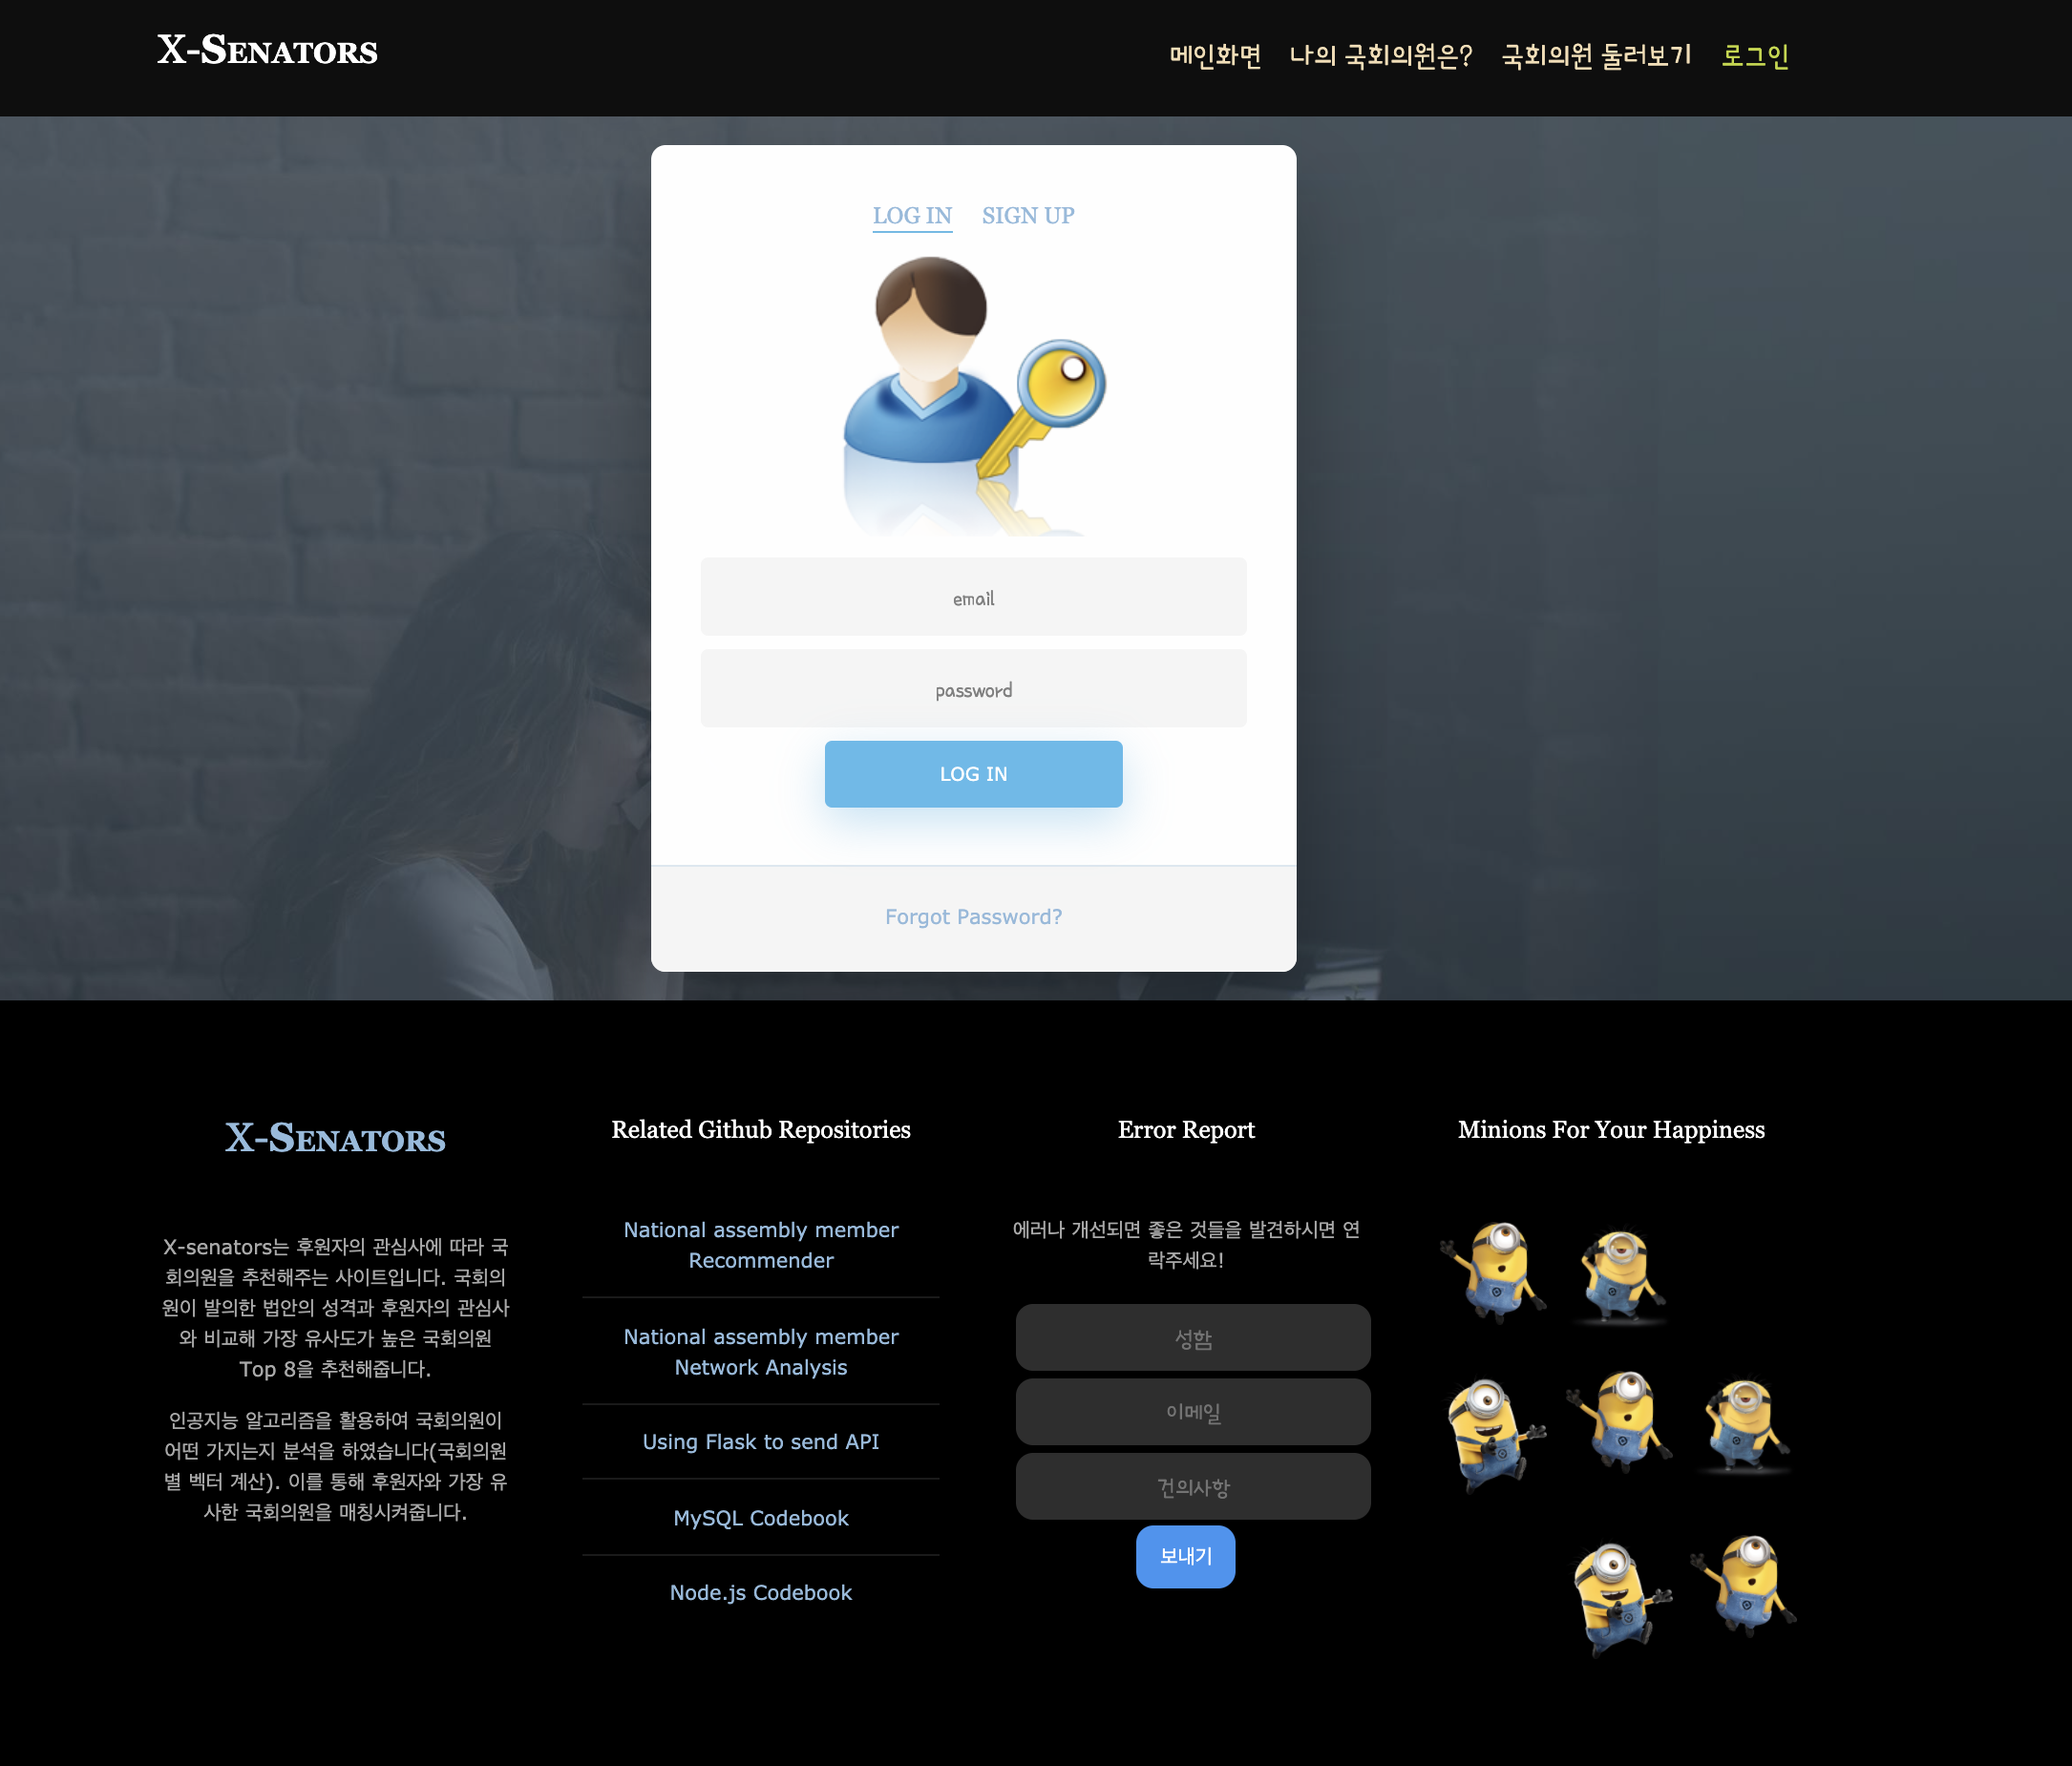 X-Senators
메인화면 나의 국회의원은? 국회의원 둘러보기 로그인
LOG IN SIGN UP
email
password
LOG IN
Forgot Password?
X-Senators
X-senators는 후원자의 관심사에 따라 국
회의원을 추천해주는 사이트입니다. 국회의
원이 발의한 법안의 성격과 후원자의 관심사
와 비교해 가장 유사도가 높은 국회의원
Top 8을 추천해줍니다.
인공지능 알고리즘을 활용하여 국회의원이
어떤 가지는지 분석을 하였습니다(국회의원
별 벡터 계산). 이를 통해 후원자와 가장 유
사한 국회의원을 매칭시켜줍니다.
Related Github Repositories
National assembly member
Recommender
National assembly member
Network Analysis
Using Flask to send API
MySQL Codebook
Node.js Codebook
Error Report
에러나 개선되면 좋은 것들을 발견하시면 연
락주세요!
성함
이메일
건의사항
보내기
Minions For Your Happiness